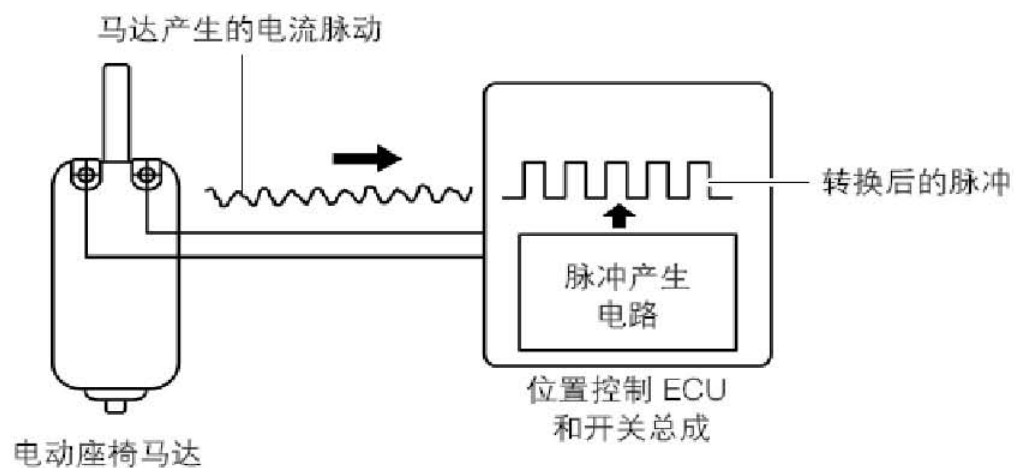 马达产生的电流脉动
转换后的脉冲
脉冲产生
电路
位置控制 ECU
和开关总成
电动座椅马达